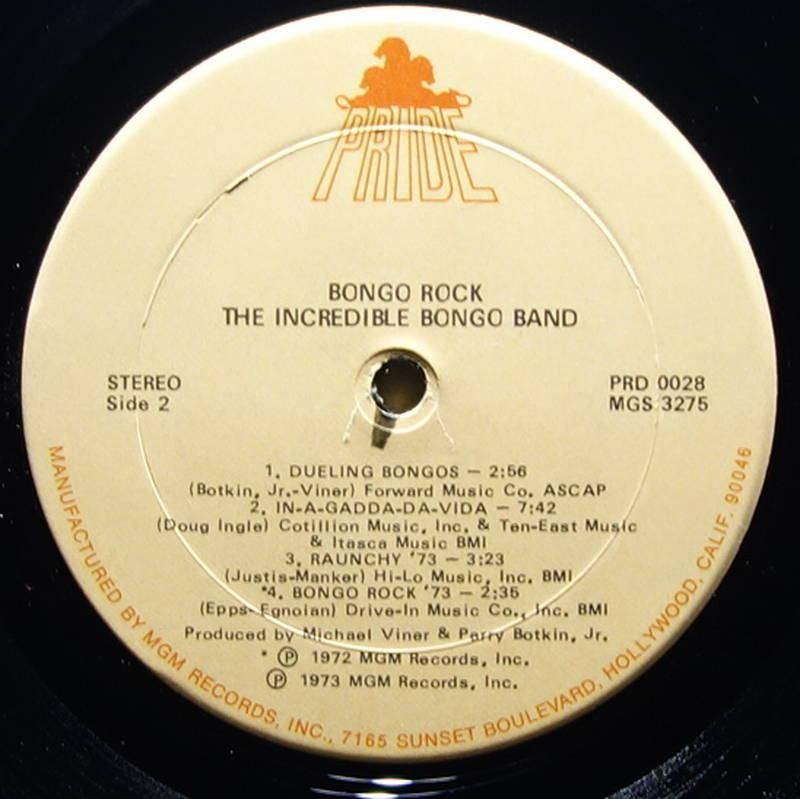 PRIDE
BONGO ROCK
THE INCREDIBLE BONGO BAND
STEREO
Side 2
PRD 0028
MGS 3275
1. DUELING BONGOS — 2:56
(Botkin, Jr.-Viner) Forward Music Co. ASCAP
2. IN-A-GADDA-DA-VIDA — 7:42
(Doug Ingle) Cotillion Music, Inc. & Ten-East Music
& Itasca Music BMI
3. RAUNCHY '73 — 3:23
(Justis-Manker) Hi-Lo Music, Inc. BMI
*4. BONGO ROCK '73 — 2:35
(Epps-Egnoian) Drive-In Music Co., Inc. BMI
Produced by Michael Viner & Perry Botkin, Jr.
* Ⓟ 1972 MGM Records, Inc.
Ⓟ 1973 MGM Records, Inc.
MANUFACTURED BY MGM RECORDS, INC., 7165 SUNSET BOULEVARD, HOLLYWOOD, CALIF. 90046